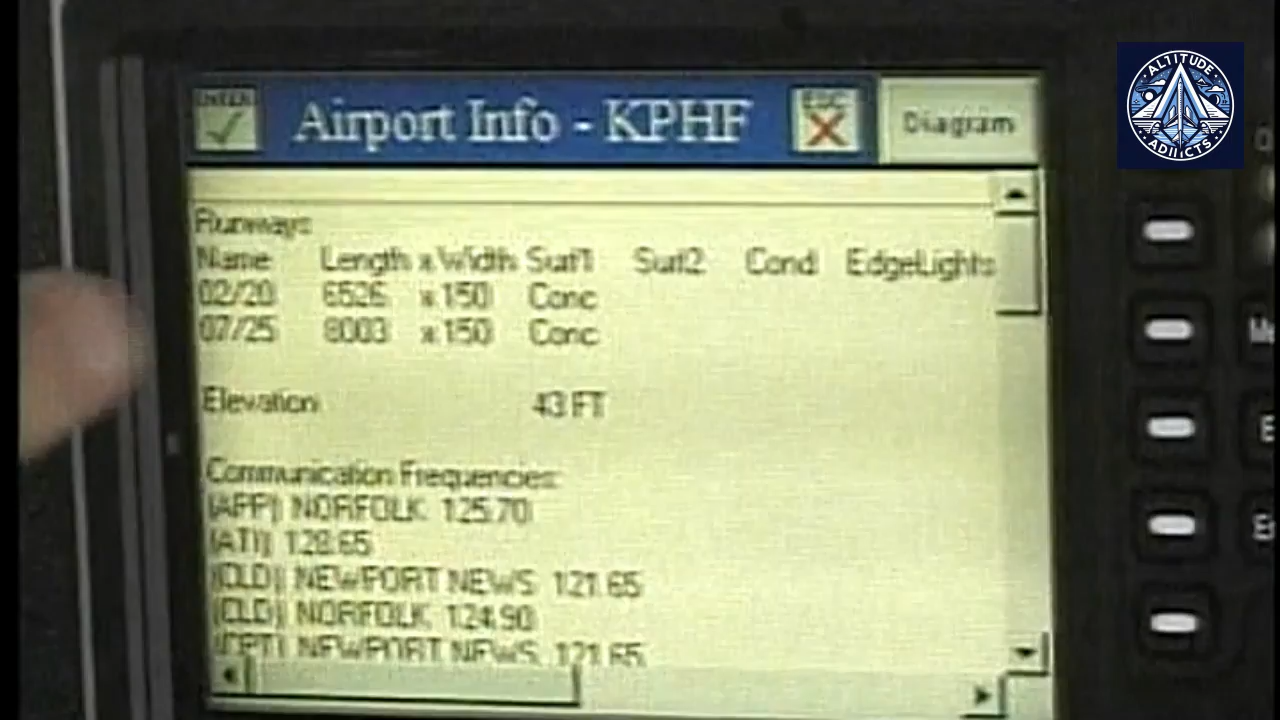 ENTER Airport Info - KPHF ESC Diagram
ALTITUDE
ADIICTS
Runways:
Name Length x Width Surf1 Surf2 Cond EdgeLights
02/20 6526 x 150 Conc
07/25 8003 x 150 Conc
Elevation: 43 FT
Communication Frequencies:
(APP) NORFOLK 125.70
(ATI) 128.65
(CLD) NEWPORT NEWS 121.65
(CLD) NORFOLK 124.90
NEWPORT NEWS 121.65